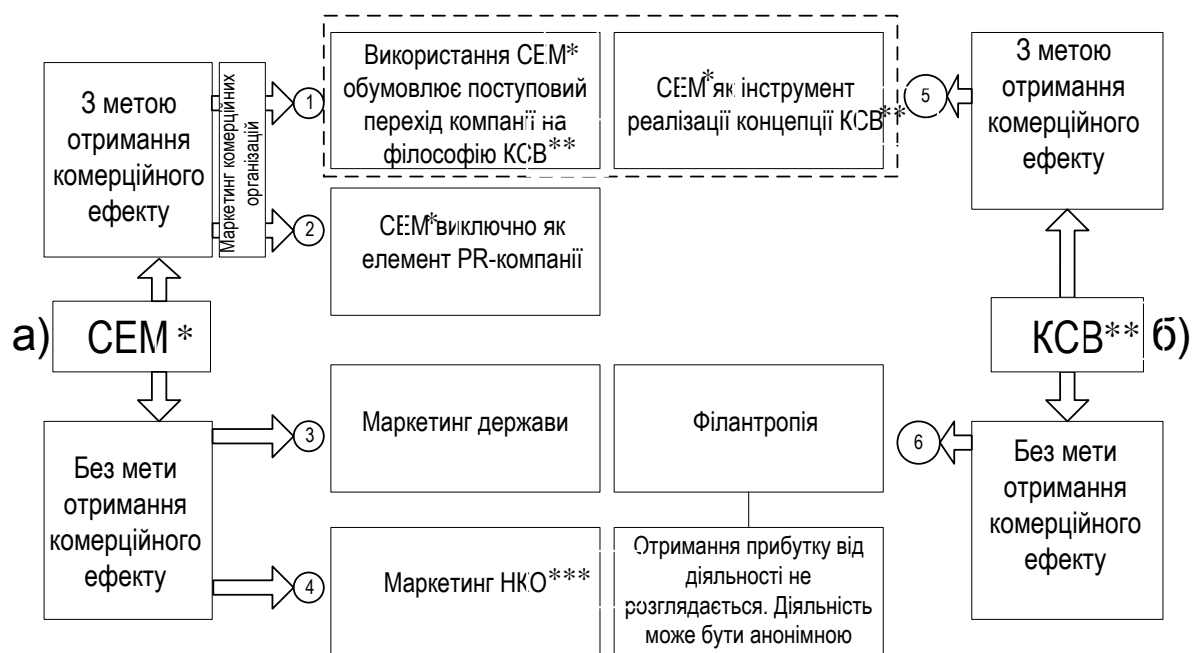 З метою
отримання
комерційного
ефекту
Маркетинг комерційних
організацій
1
Використання СЕМ*
обумовлює поступовий
перехід компанії на
філософію КСВ**
СЕМ*як інструмент
реалізації концепції КСВ**
5
З метою
отримання
комерційного
ефекту
2
СЕМ*виключно як
елемент PR-компанії
а)
СЕМ*
КСВ**
б)
Без мети
отримання
комерційного
ефекту
3
Маркетинг держави
Філантропія
6
Без мети
отримання
комерційного
ефекту
4
Маркетинг НКО***
Отримання прибутку від
діяльності не
розглядається. Діяльність
може бути анонімною